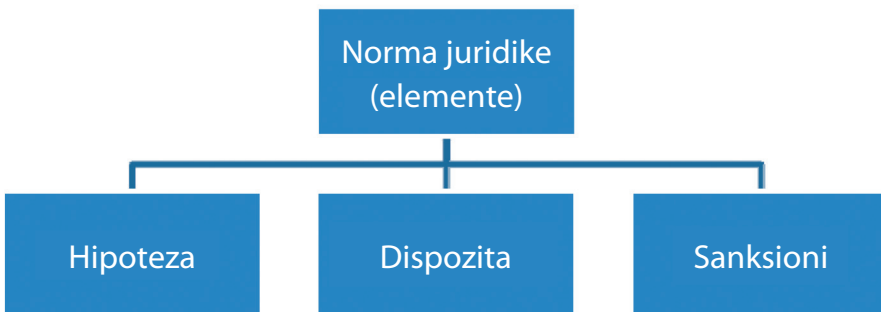 Norma juridike
(elemente)
Hipoteza
Dispozita
Sanksioni